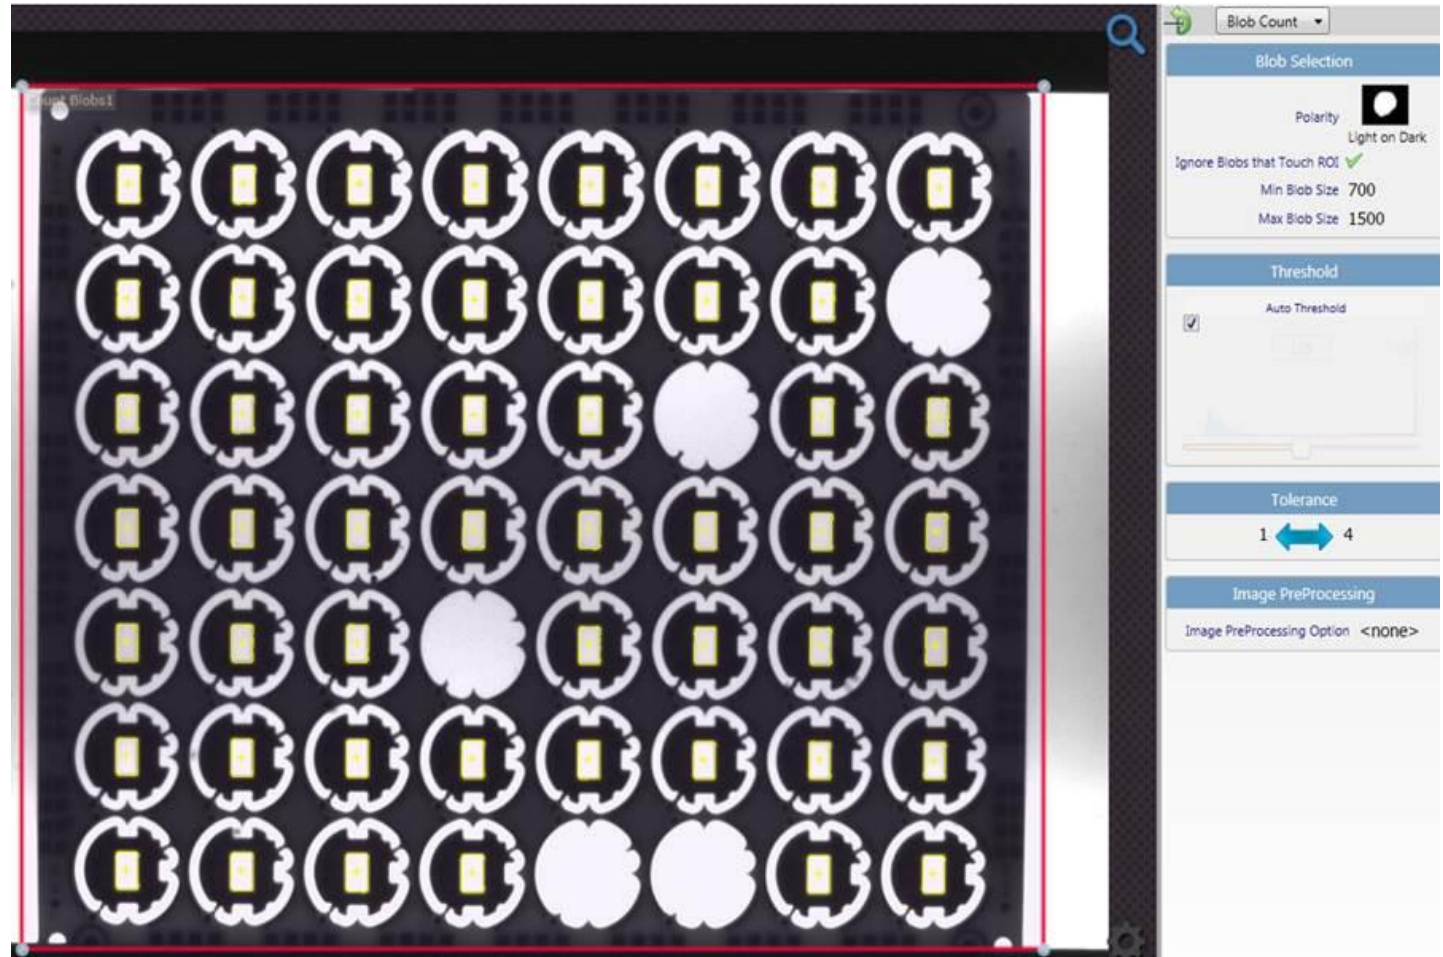 Blob Count
Blob Selection
Polarity
Light on Dark
Ignore Blobs that Touch ROI
Min Blob Size 700
Max Blob Size 1500
Threshold
Auto Threshold
Tolerance
1 4
Image PreProcessing
Image PreProcessing Option <none>
Blobs1